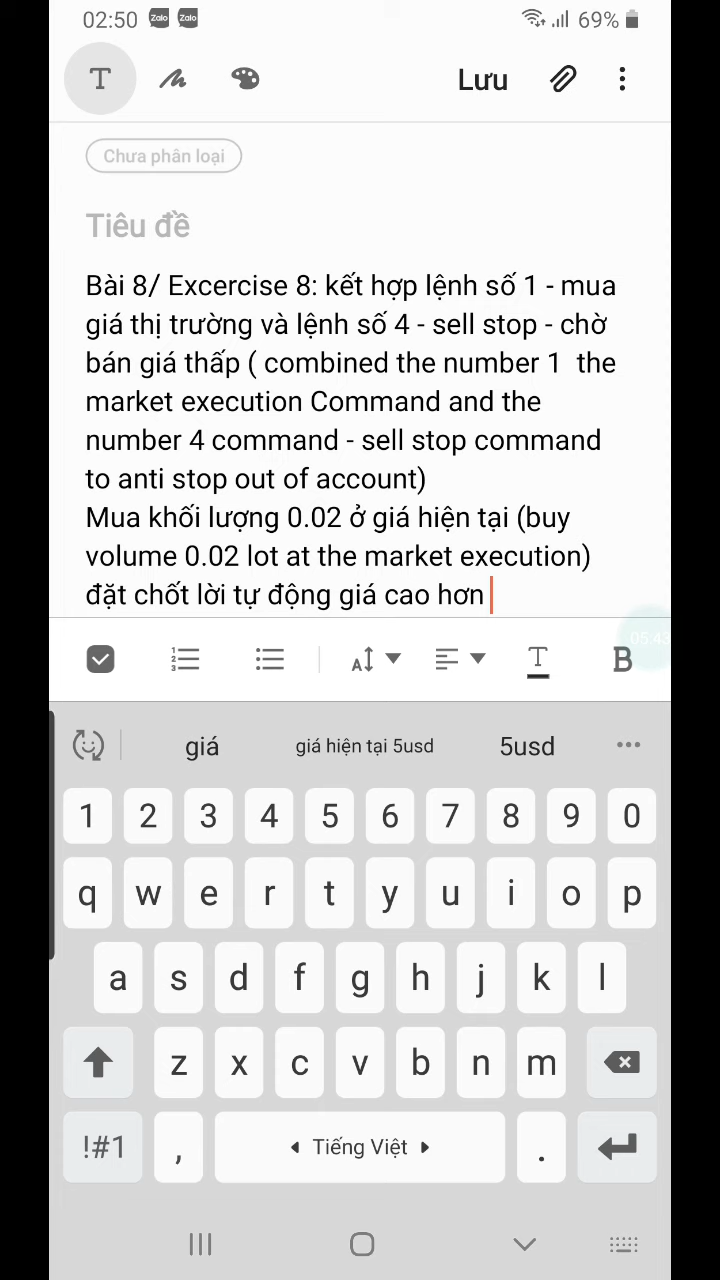 02:50 Zalo Zalo 69%
T Lưu
Chưa phân loại
Tiêu đề
Bài 8/ Excercise 8: kết hợp lệnh số 1 - mua
giá thị trường và lệnh số 4 - sell stop - chờ
bán giá thấp ( combined the number 1  the
market execution Command and the
number 4 command - sell stop command
to anti stop out of account)
Mua khối lượng 0.02 ở giá hiện tại (buy
volume 0.02 lot at the market execution)
đặt chốt lời tự động giá cao hơn
05:43
1 2 3 A T B
giá giá hiện tại 5usd 5usd
1 2 3 4 5 6 7 8 9 0
q w e r t y u i o p
a s d f g h j k l
z x c v b n m
!#1 , Tiếng Việt .